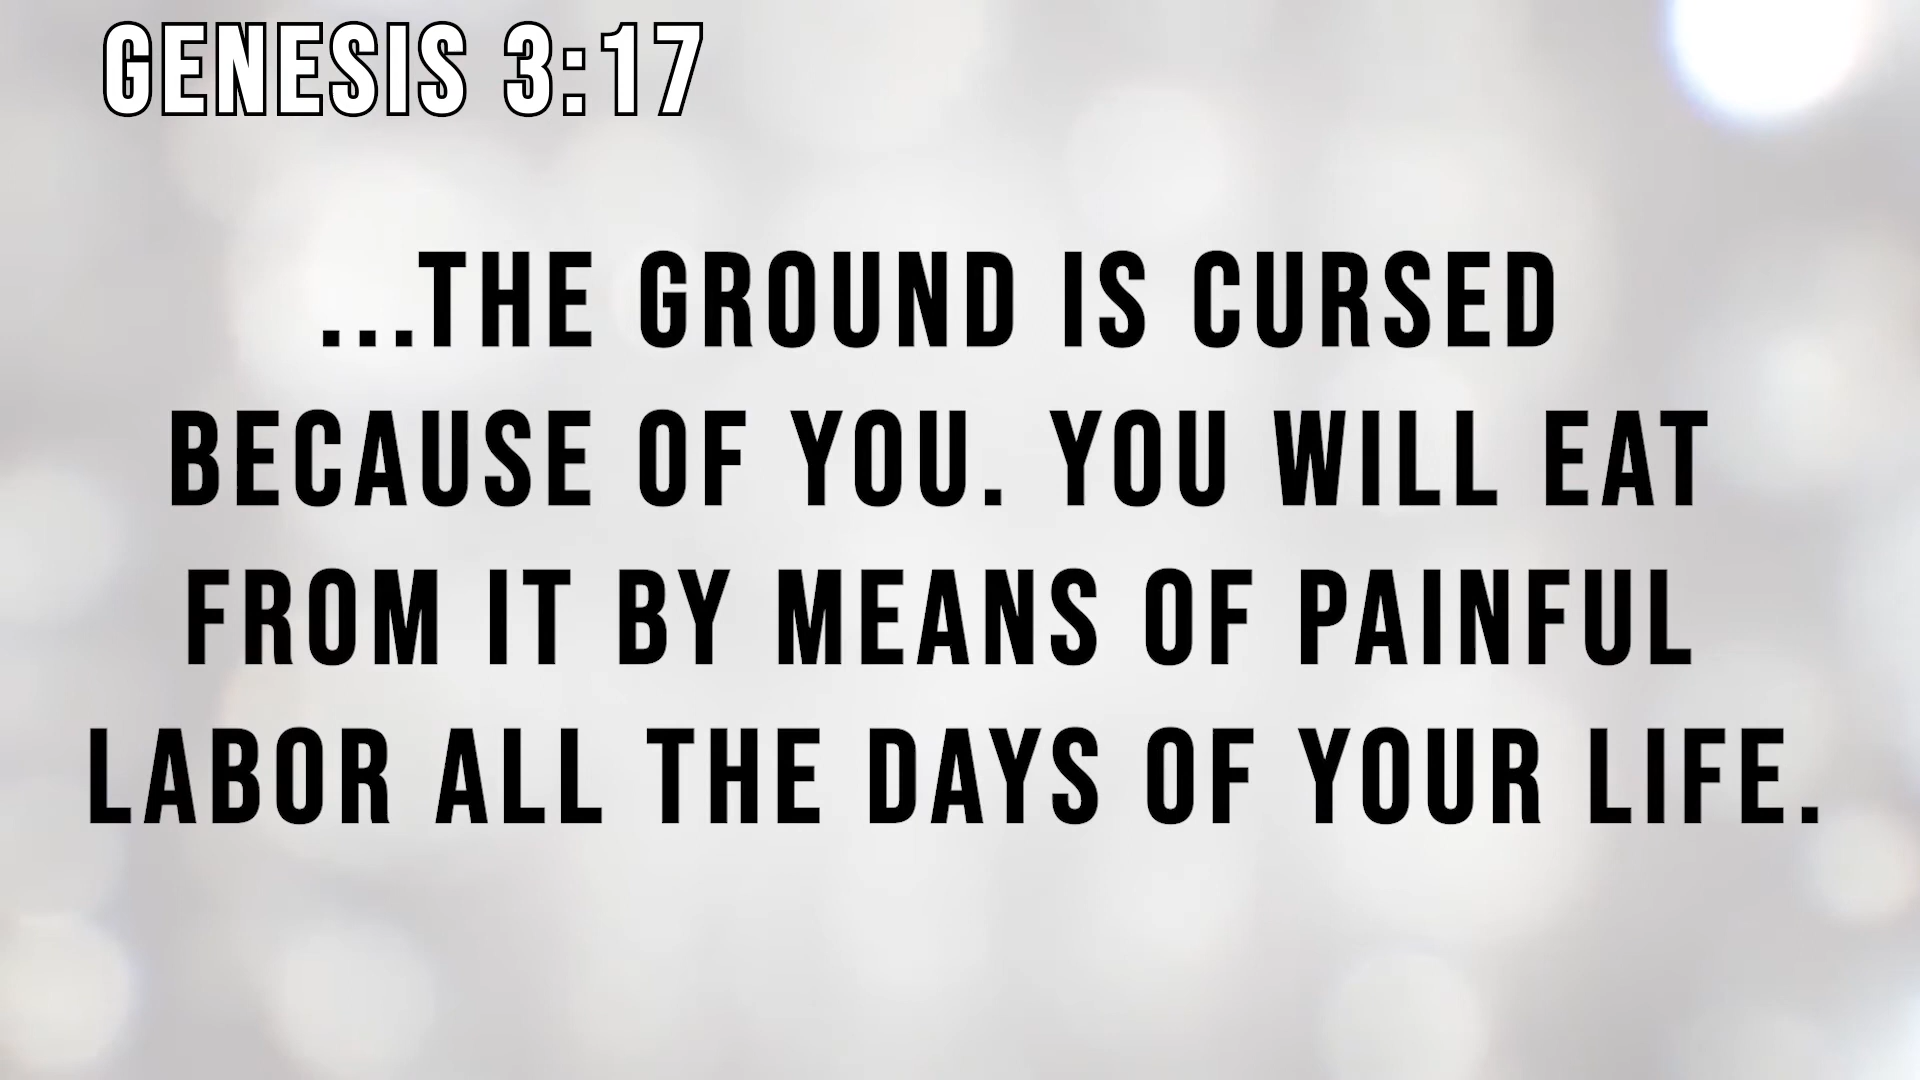 GENESIS 3:17
...THE GROUND IS CURSED
BECAUSE OF YOU. YOU WILL EAT
FROM IT BY MEANS OF PAINFUL
LABOR ALL THE DAYS OF YOUR LIFE.